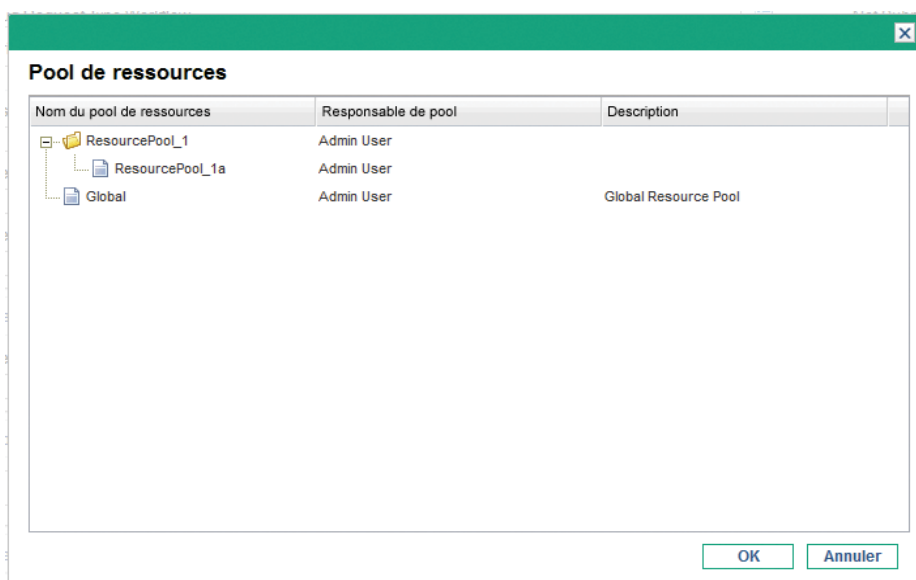 Pool de ressources
Nom du pool de ressources Responsable de pool Description
ResourcePool_1 Admin User
ResourcePool_1a Admin User
Global Admin User Global Resource Pool
OK Annuler